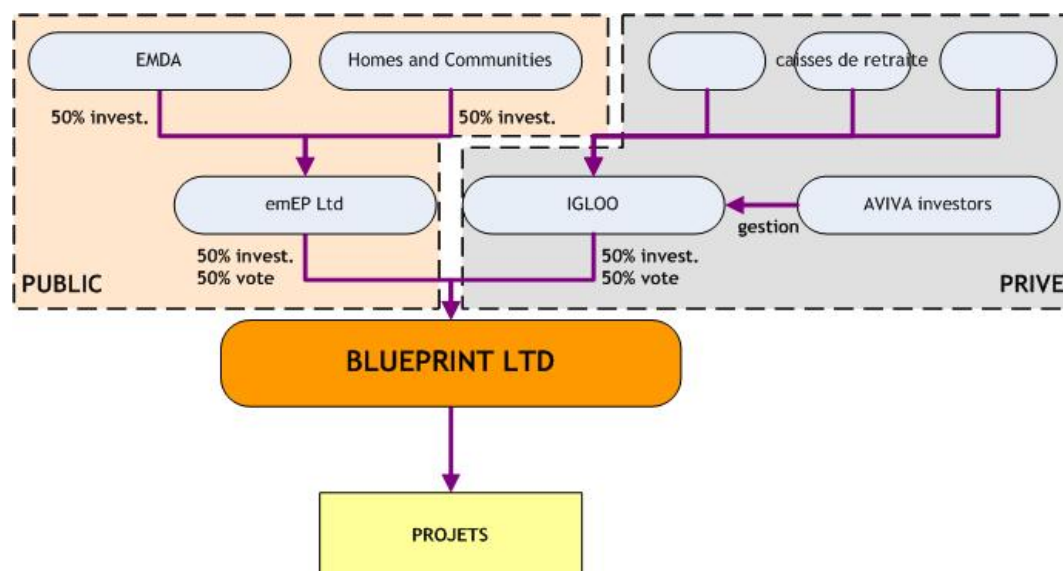 EMDA
Homes and Communities
caisses de retraite
50% invest.
50% invest.
emEP Ltd
IGLOO
AVIVA investors
gestion
50% invest.
50% vote
50% invest.
50% vote
PUBLIC
PRIVE
BLUEPRINT LTD
PROJETS